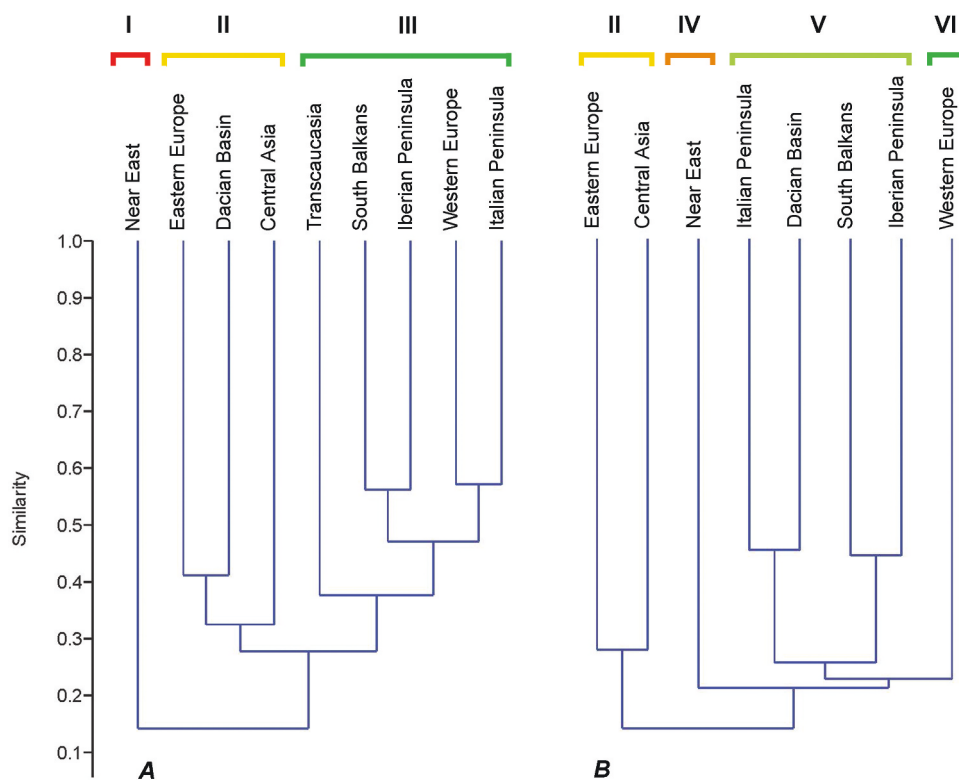 I II III II IV V VI
Near East
Eastern Europe
Dacian Basin
Central Asia
Transcaucasia
South Balkans
Iberian Peninsula
Western Europe
Italian Peninsula
Eastern Europe
Central Asia
Near East
Italian Peninsula
Dacian Basin
South Balkans
Iberian Peninsula
Western Europe
1.0
0.9
0.8
0.7
0.6
0.5
0.4
0.3
0.2
0.1
Similarity
A B